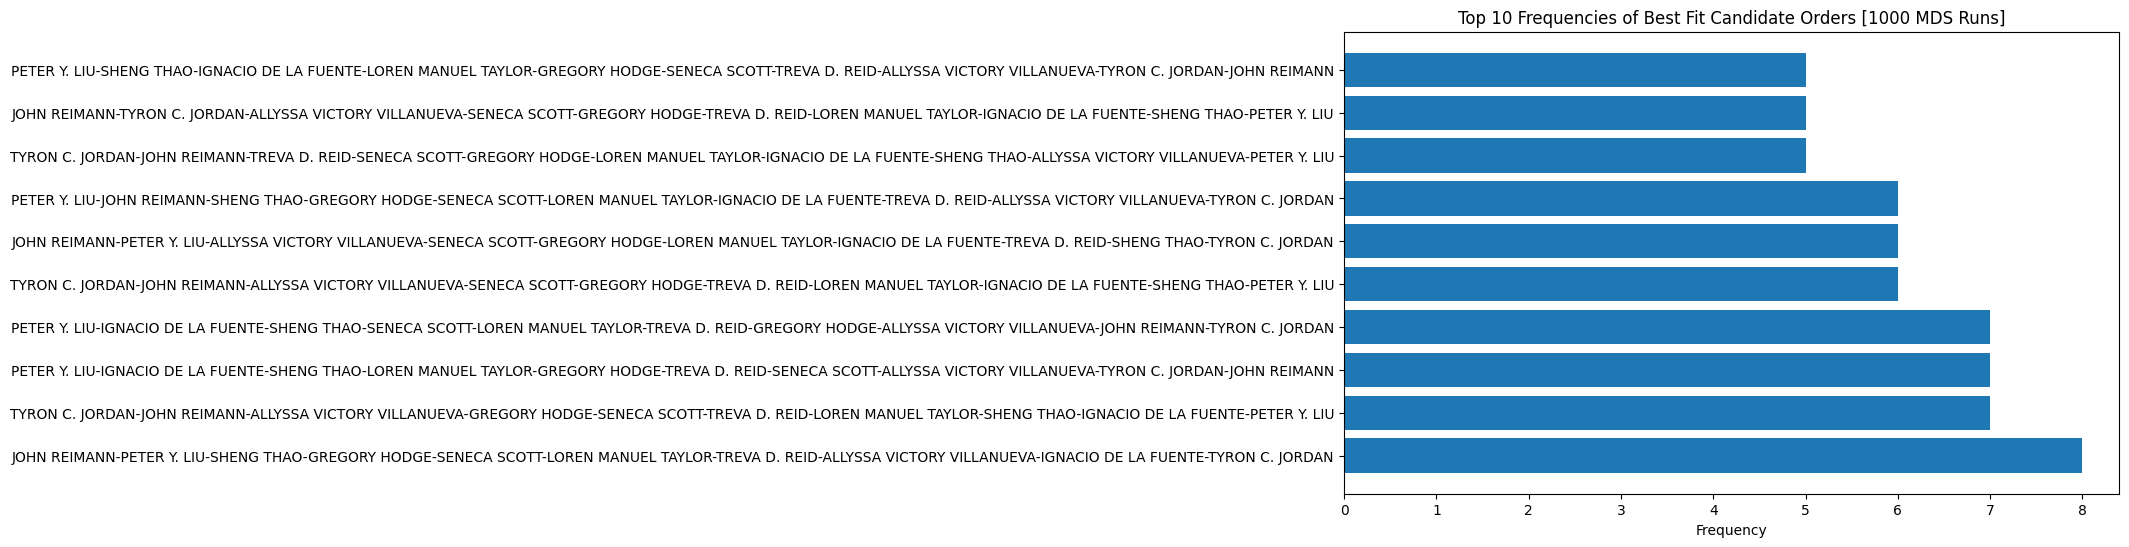 Top 10 Frequencies of Best Fit Candidate Orders [1000 MDS Runs]
PETER Y. LIU-SHENG THAO-IGNACIO DE LA FUENTE-LOREN MANUEL TAYLOR-GREGORY HODGE-SENECA SCOTT-TREVA D. REID-ALLYSSA VICTORY VILLANUEVA-TYRON C. JORDAN-JOHN REIMANN
JOHN REIMANN-TYRON C. JORDAN-ALLYSSA VICTORY VILLANUEVA-SENECA SCOTT-GREGORY HODGE-TREVA D. REID-LOREN MANUEL TAYLOR-IGNACIO DE LA FUENTE-SHENG THAO-PETER Y. LIU
TYRON C. JORDAN-JOHN REIMANN-TREVA D. REID-SENECA SCOTT-GREGORY HODGE-LOREN MANUEL TAYLOR-IGNACIO DE LA FUENTE-SHENG THAO-ALLYSSA VICTORY VILLANUEVA-PETER Y. LIU
PETER Y. LIU-JOHN REIMANN-SHENG THAO-GREGORY HODGE-SENECA SCOTT-LOREN MANUEL TAYLOR-IGNACIO DE LA FUENTE-TREVA D. REID-ALLYSSA VICTORY VILLANUEVA-TYRON C. JORDAN
JOHN REIMANN-PETER Y. LIU-ALLYSSA VICTORY VILLANUEVA-SENECA SCOTT-GREGORY HODGE-LOREN MANUEL TAYLOR-IGNACIO DE LA FUENTE-TREVA D. REID-SHENG THAO-TYRON C. JORDAN
TYRON C. JORDAN-JOHN REIMANN-ALLYSSA VICTORY VILLANUEVA-SENECA SCOTT-GREGORY HODGE-TREVA D. REID-LOREN MANUEL TAYLOR-IGNACIO DE LA FUENTE-SHENG THAO-PETER Y. LIU
PETER Y. LIU-IGNACIO DE LA FUENTE-SHENG THAO-SENECA SCOTT-LOREN MANUEL TAYLOR-TREVA D. REID-GREGORY HODGE-ALLYSSA VICTORY VILLANUEVA-JOHN REIMANN-TYRON C. JORDAN
PETER Y. LIU-IGNACIO DE LA FUENTE-SHENG THAO-LOREN MANUEL TAYLOR-GREGORY HODGE-TREVA D. REID-SENECA SCOTT-ALLYSSA VICTORY VILLANUEVA-TYRON C. JORDAN-JOHN REIMANN
TYRON C. JORDAN-JOHN REIMANN-ALLYSSA VICTORY VILLANUEVA-GREGORY HODGE-SENECA SCOTT-TREVA D. REID-LOREN MANUEL TAYLOR-SHENG THAO-IGNACIO DE LA FUENTE-PETER Y. LIU
JOHN REIMANN-PETER Y. LIU-SHENG THAO-GREGORY HODGE-SENECA SCOTT-LOREN MANUEL TAYLOR-TREVA D. REID-ALLYSSA VICTORY VILLANUEVA-IGNACIO DE LA FUENTE-TYRON C. JORDAN
0 1 2 3 4 5 6 7 8
Frequency